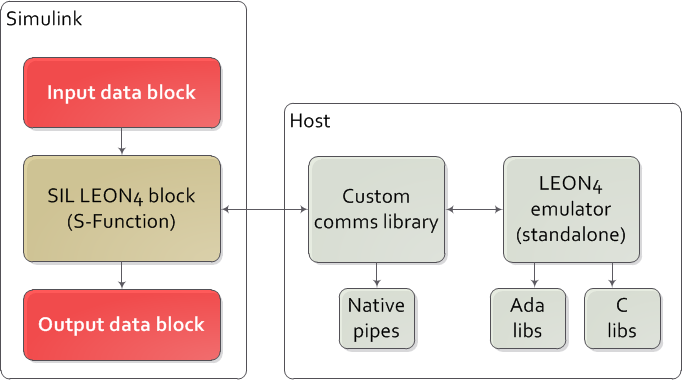 Simulink
Input data block
SIL LEON4 block
(S-Function)
Output data block
Host
Custom
comms library
LEON4
emulator
(standalone)
Native
pipes
Ada
libs
C
libs